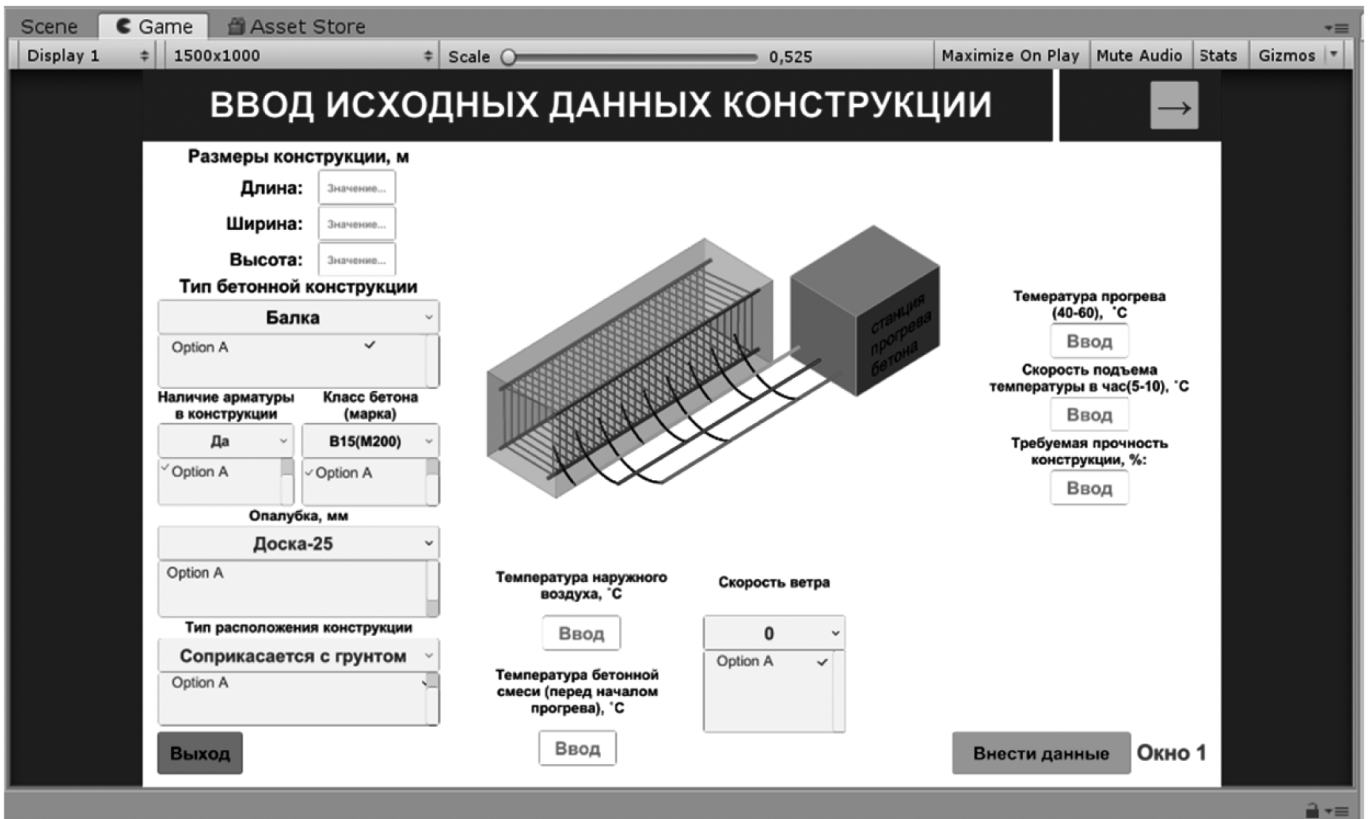 Scene Game Asset Store
Display 1 1500x1000 Scale 0,525 Maximize On Play Mute Audio Stats Gizmos
ВВОД ИСХОДНЫХ ДАННЫХ КОНСТРУКЦИИ →
Размеры конструкции, м
Длина: Значение...
Ширина: Значение...
Высота: Значение...
Тип бетонной конструкции
Балка
Option A
Наличие арматуры
в конструкции
Да
Option A
Класс бетона
(марка)
B15(M200)
Option A
Опалубка, мм
Доска-25
Option A
Тип расположения конструкции
Соприкасается с грунтом
Option A
Выход
станция
прогрева
бетона
Температура наружного
воздуха, ˚С
Ввод
Температура бетонной
смеси (перед началом
прогрева), ˚С
Ввод
Скорость ветра
0
Option A
Темература прогрева
(40-60), ˚С
Ввод
Скорость подъема
температуры в час(5-10), ˚С
Ввод
Требуемая прочность
конструкции, %:
Ввод
Внести данные Окно 1